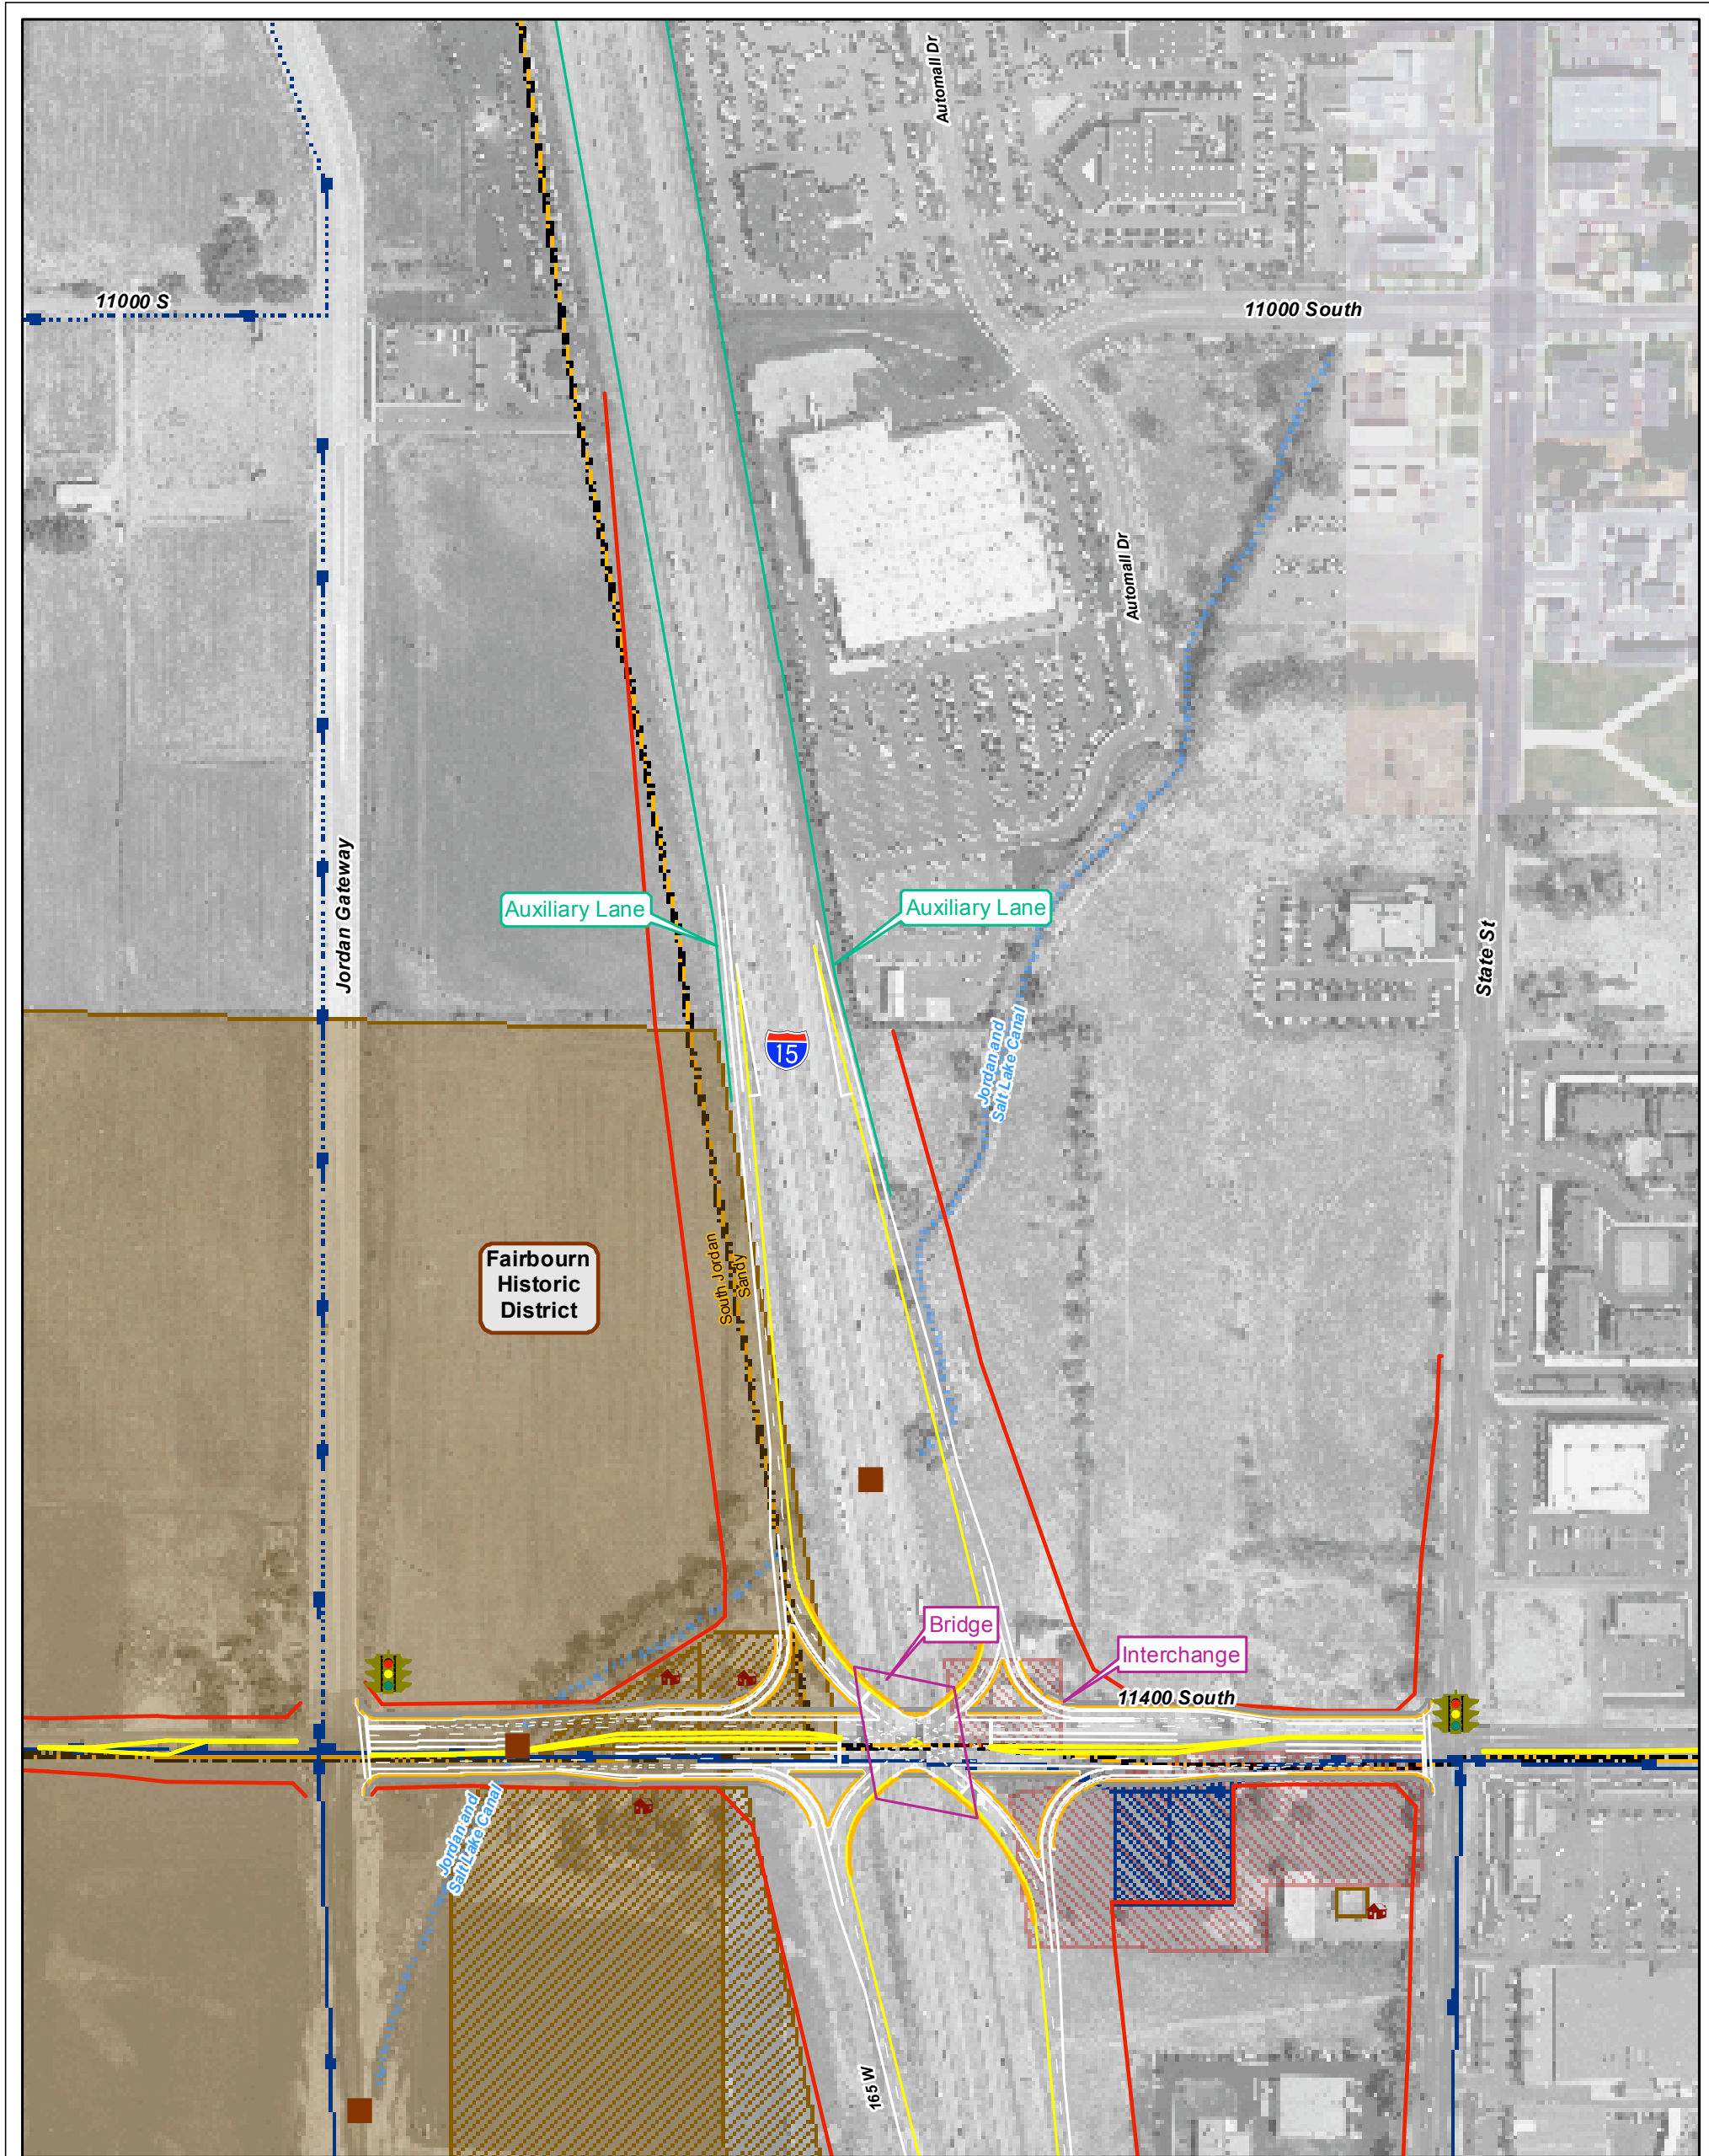 Automall Dr
11000 S
11000 South
Automall Dr
Jordan Gateway
Auxiliary Lane
Auxiliary Lane
State St
15
Jordan and
Salt Lake Canal
Fairbourn
Historic
District
South Jordan
Sandy
Bridge
Interchange
11400 South
Jordan and
Salt Lake Canal
165 W